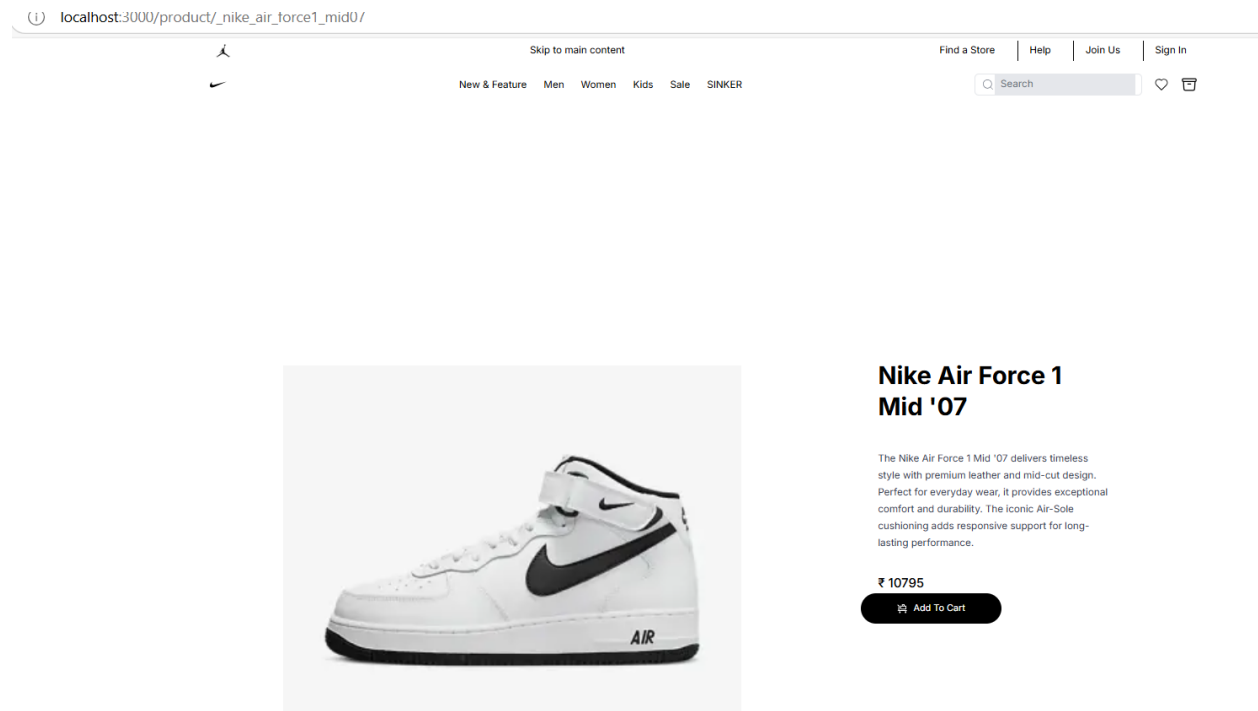 localhost:3000/product/_nike_air_force1_mid07
Skip to main content
Find a Store Help Join Us Sign In
New & Feature Men Women Kids Sale SINKER
Search
Nike Air Force 1
Mid '07
The Nike Air Force 1 Mid '07 delivers timeless
style with premium leather and mid-cut design.
Perfect for everyday wear, it provides exceptional
comfort and durability. The iconic Air-Sole
cushioning adds responsive support for long-
lasting performance.
₹ 10795
Add To Cart
AIR